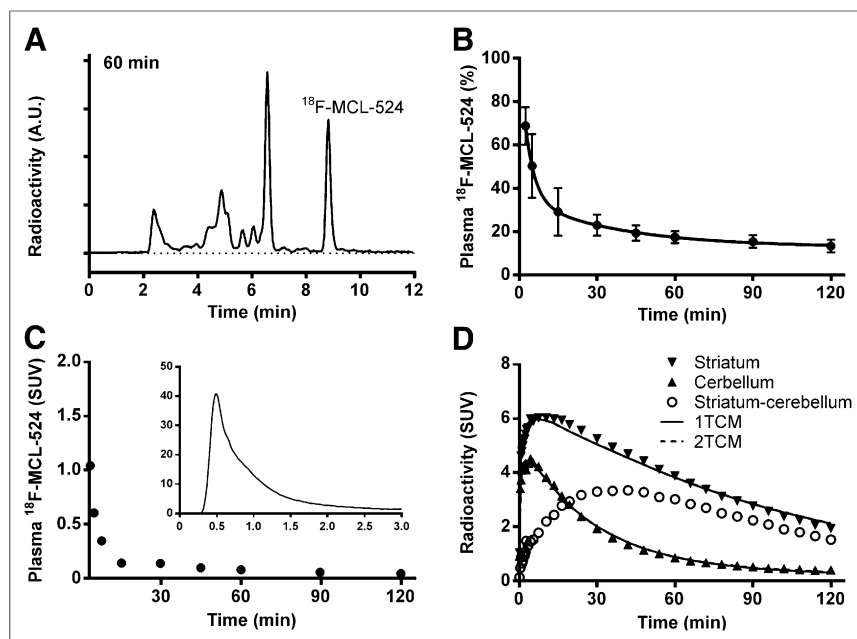 A
60 min
¹⁸F-MCL-524
Radioactivity (A.U.)
0 2 4 6 8 10 12
Time (min)
B
Plasma ¹⁸F-MCL-524 (%)
100
80
60
40
20
0
0 30 60 90 120
Time (min)
C
Plasma ¹⁸F-MCL-524 (SUV)
2.0
1.5
1.0
0.5
0
50
40
30
20
10
0
0 0.5 1.0 1.5 2.0 2.5 3.0
30 60 90 120
Time (min)
D
Striatum
Cerbellum
Striatum-cerebellum
1TCM
2TCM
Radioactivity (SUV)
8
6
4
2
0
0 30 60 90 120
Time (min)